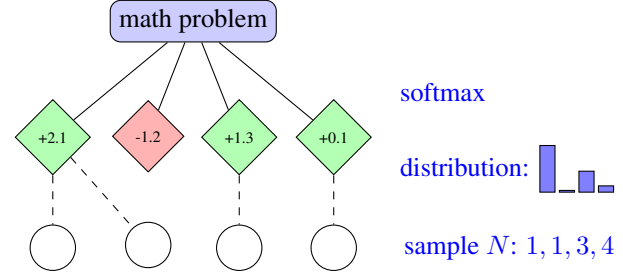 math problem
+2.1
-1.2
+1.3
+0.1
softmax
distribution:
sample N: 1, 1, 3, 4